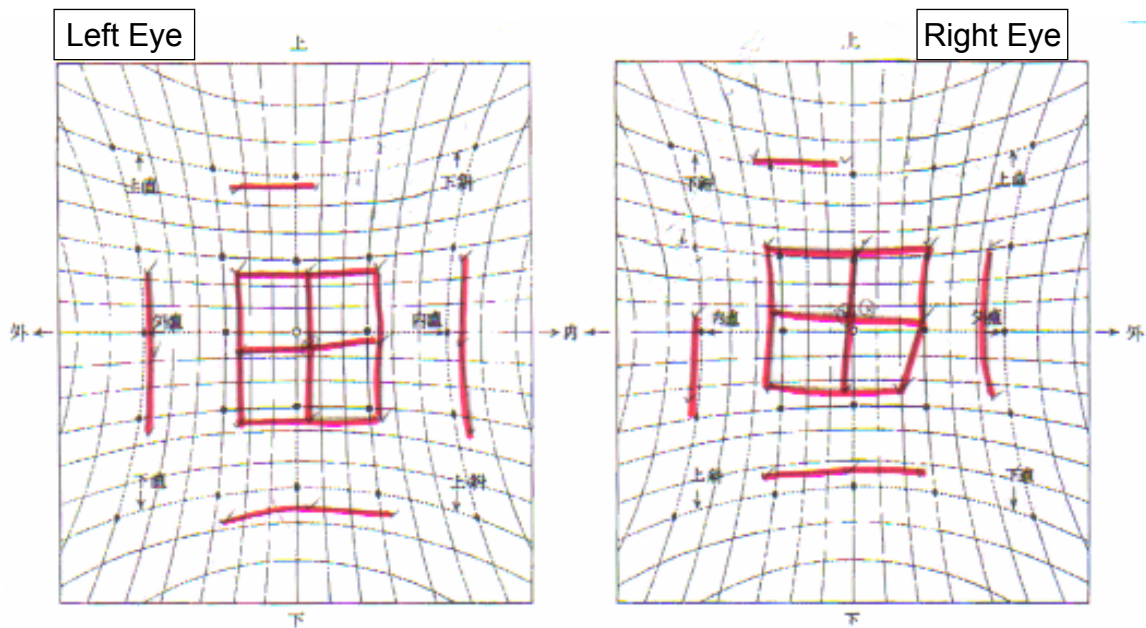 Left Eye
上
上直
下斜
外
外直
内直
内
下直
上斜
下
Right Eye
上
下斜
上直
内直
外直
外
上斜
下直
下